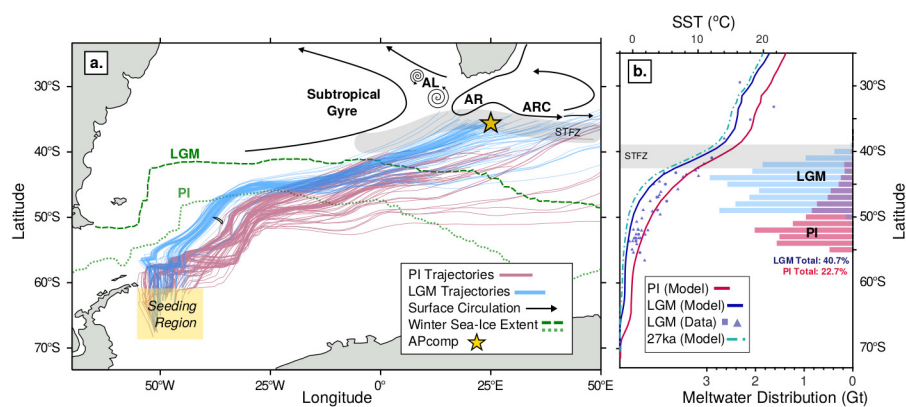 a.
30°S
40°S
50°S
60°S
70°S
Latitude
50°W
25°W
0°
25°E
50°E
Longitude
Subtropical
Gyre
AL
AR
ARC
STFZ
LGM
PI
Seeding
Region
PI Trajectories
LGM Trajectories
Surface Circulation
Winter Sea-Ice Extent
APcomp
SST (°C)
0
10
20
b.
STFZ
LGM
PI
LGM Total: 40.7%
PI Total: 22.7%
PI (Model)
LGM (Model)
LGM (Data)
27ka (Model)
30°S
40°S
50°S
60°S
70°S
Latitude
3
2
1
0
Meltwater Distribution (Gt)